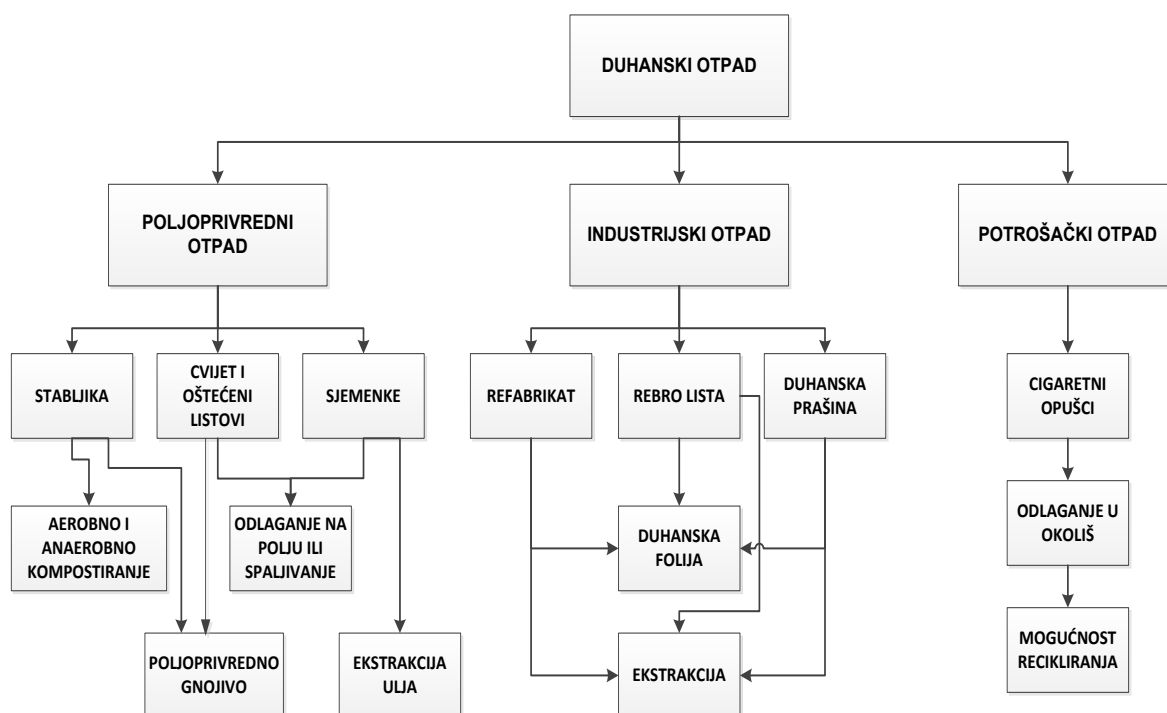 DUHANSKI OTPAD
POLJOPRIVREDNI
OTPAD
INDUSTRIJSKI OTPAD
POTROŠAČKI OTPAD
STABLJIKA
CVIJET I
OŠTEĆENI
LISTOVI
SJEMENKE
REFABRIKAT
REBRO LISTA
DUHANSKA
PRAŠINA
CIGARETNI
OPUŠCI
AEROBNO I
ANAEROBNO
KOMPOSTIRANJE
ODLAGANJE NA
POLJU ILI
SPALJIVANJE
DUHANSKA
FOLIJA
ODLAGANJE U
OKOLIŠ
POLJOPRIVREDNO
GNOJIVO
EKSTRAKCIJA
ULJA
EKSTRAKCIJA
MOGUĆNOST
RECIKLIRANJA